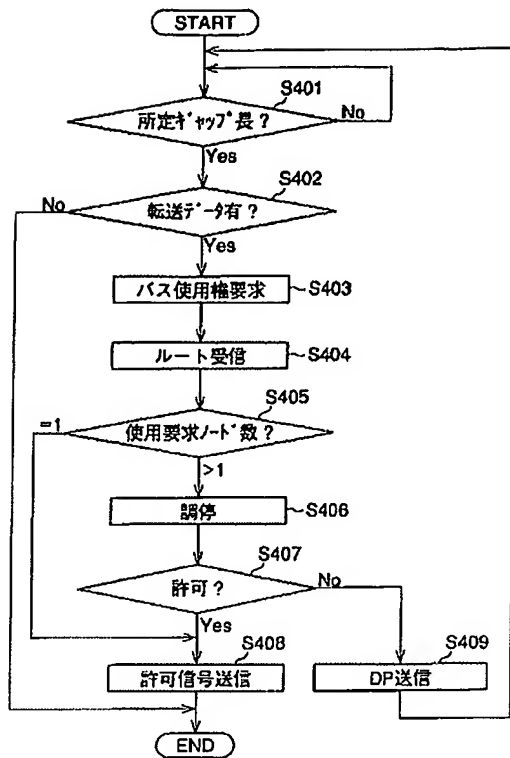 START
S401
所定ギャップ長？
No
Yes
S402
No
転送データ有？
Yes
バス使用権要求
S403
ルート受信
S404
S405
=1
使用要求ノード数？
>1
調停
S406
S407
許可？
No
Yes
S408
S409
許可信号送信
DP送信
END